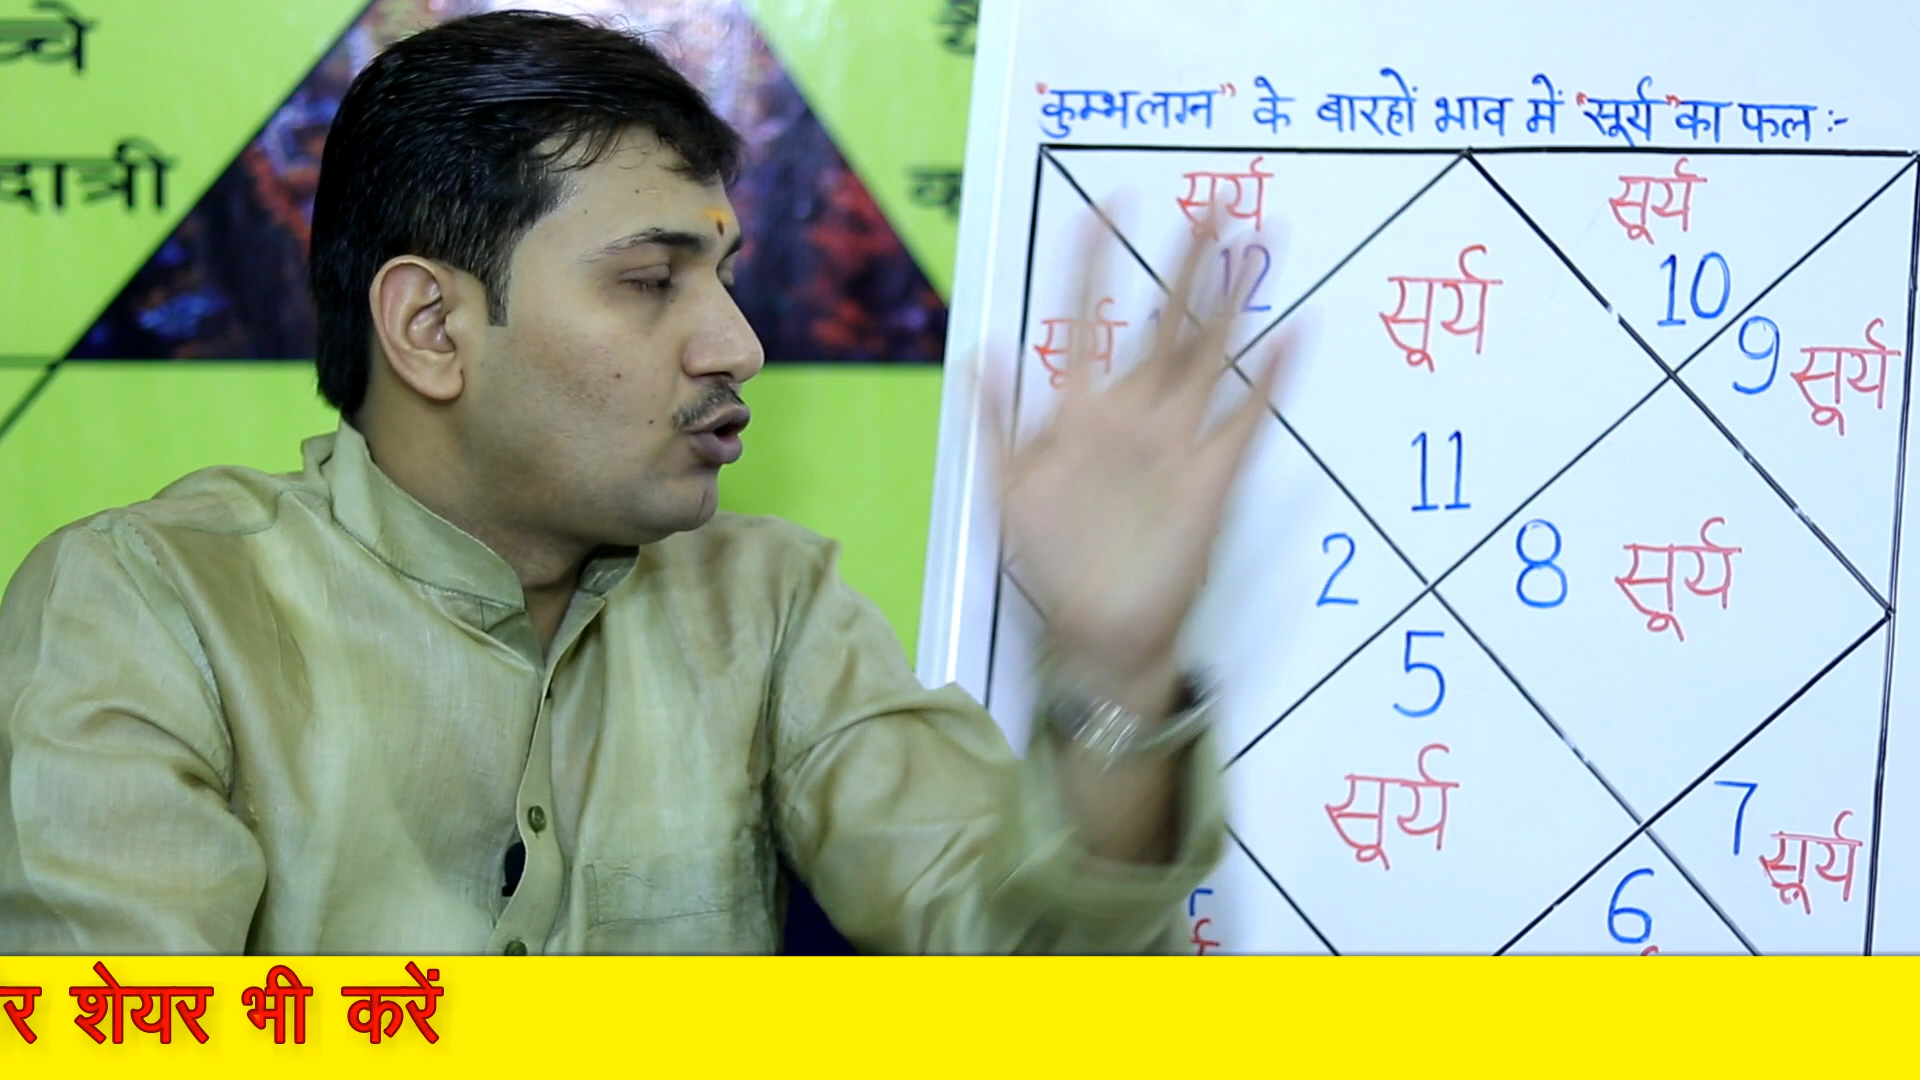 "कुम्भलग्न" के बारहों भाव में "सूर्य" का फल :-
सूर्य
सूर्य
12
सूर्य
10
सूर्य
9 सूर्य
11
2
8 सूर्य
5
सूर्य
7
सूर्य
6
च्चे
दात्री
र शेयर भी करें